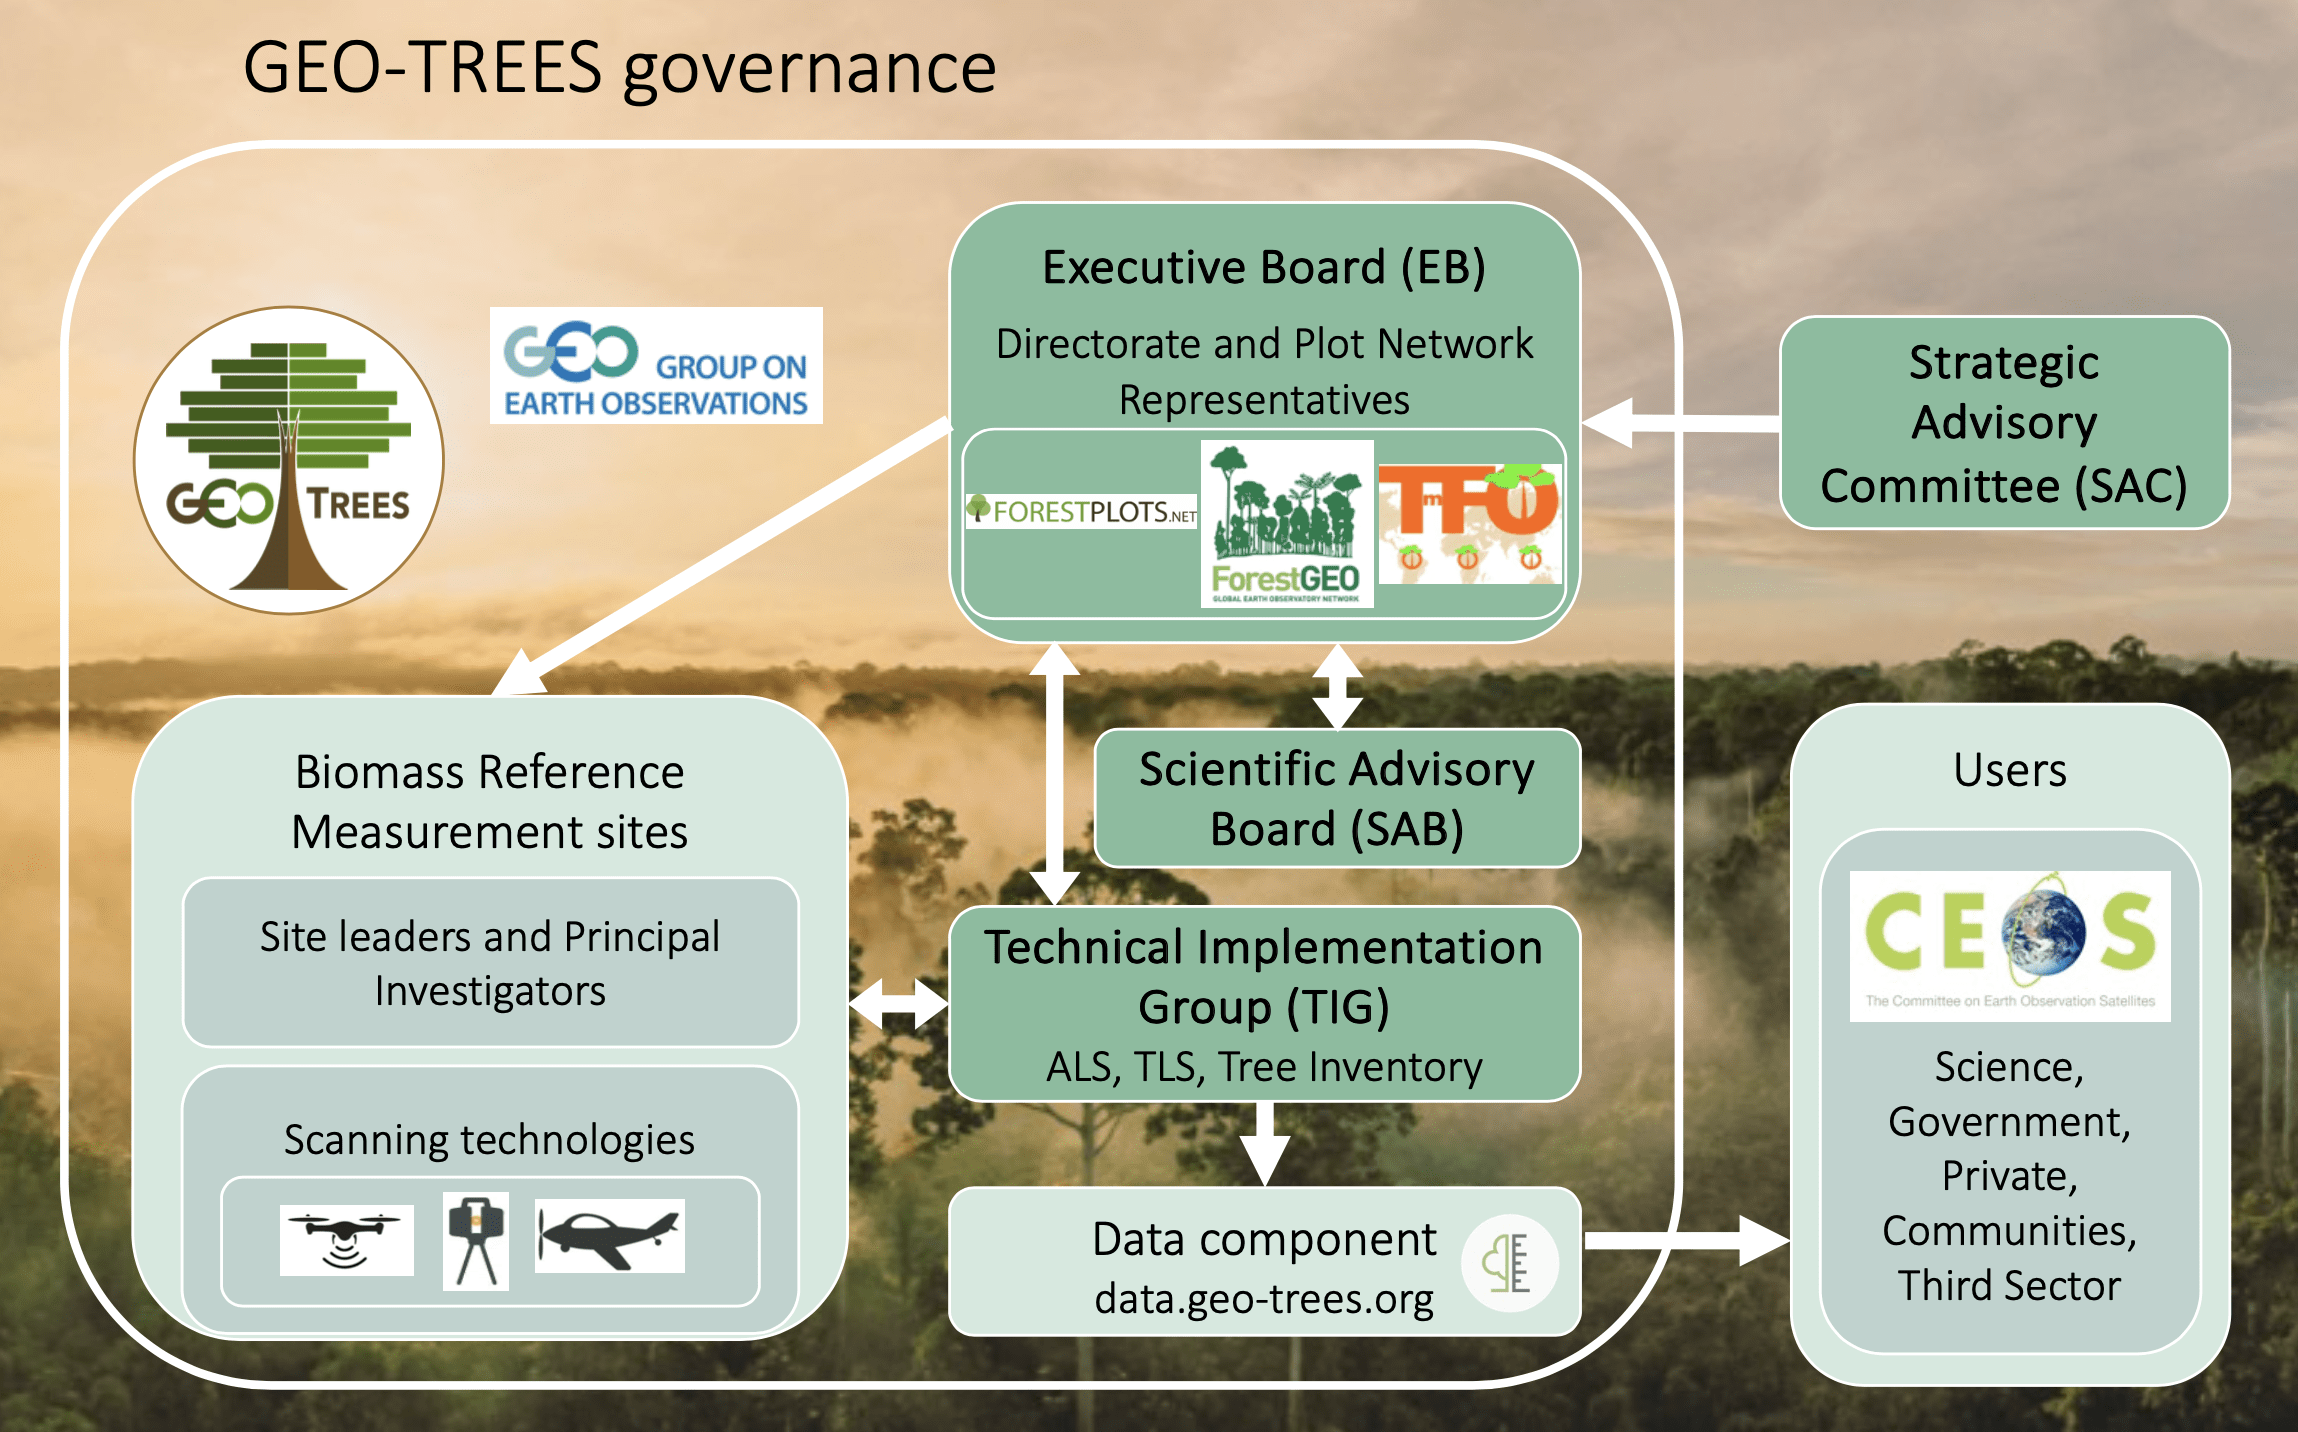 GEO-TREES governance
GEO TREES
GEO GROUP ON
EARTH OBSERVATIONS
Executive Board (EB)
Directorate and Plot Network
Representatives
FORESTPLOTS.NET
ForestGEO
GLOBAL EARTH OBSERVATORY NETWORK
TmFO
Strategic
Advisory
Committee (SAC)
Biomass Reference
Measurement sites
Site leaders and Principal
Investigators
Scanning technologies
Scientific Advisory
Board (SAB)
Technical Implementation
Group (TIG)
ALS, TLS, Tree Inventory
Data component
data.geo-trees.org
Users
CEOS
The Committee on Earth Observation Satellites
Science,
Government,
Private,
Communities,
Third Sector